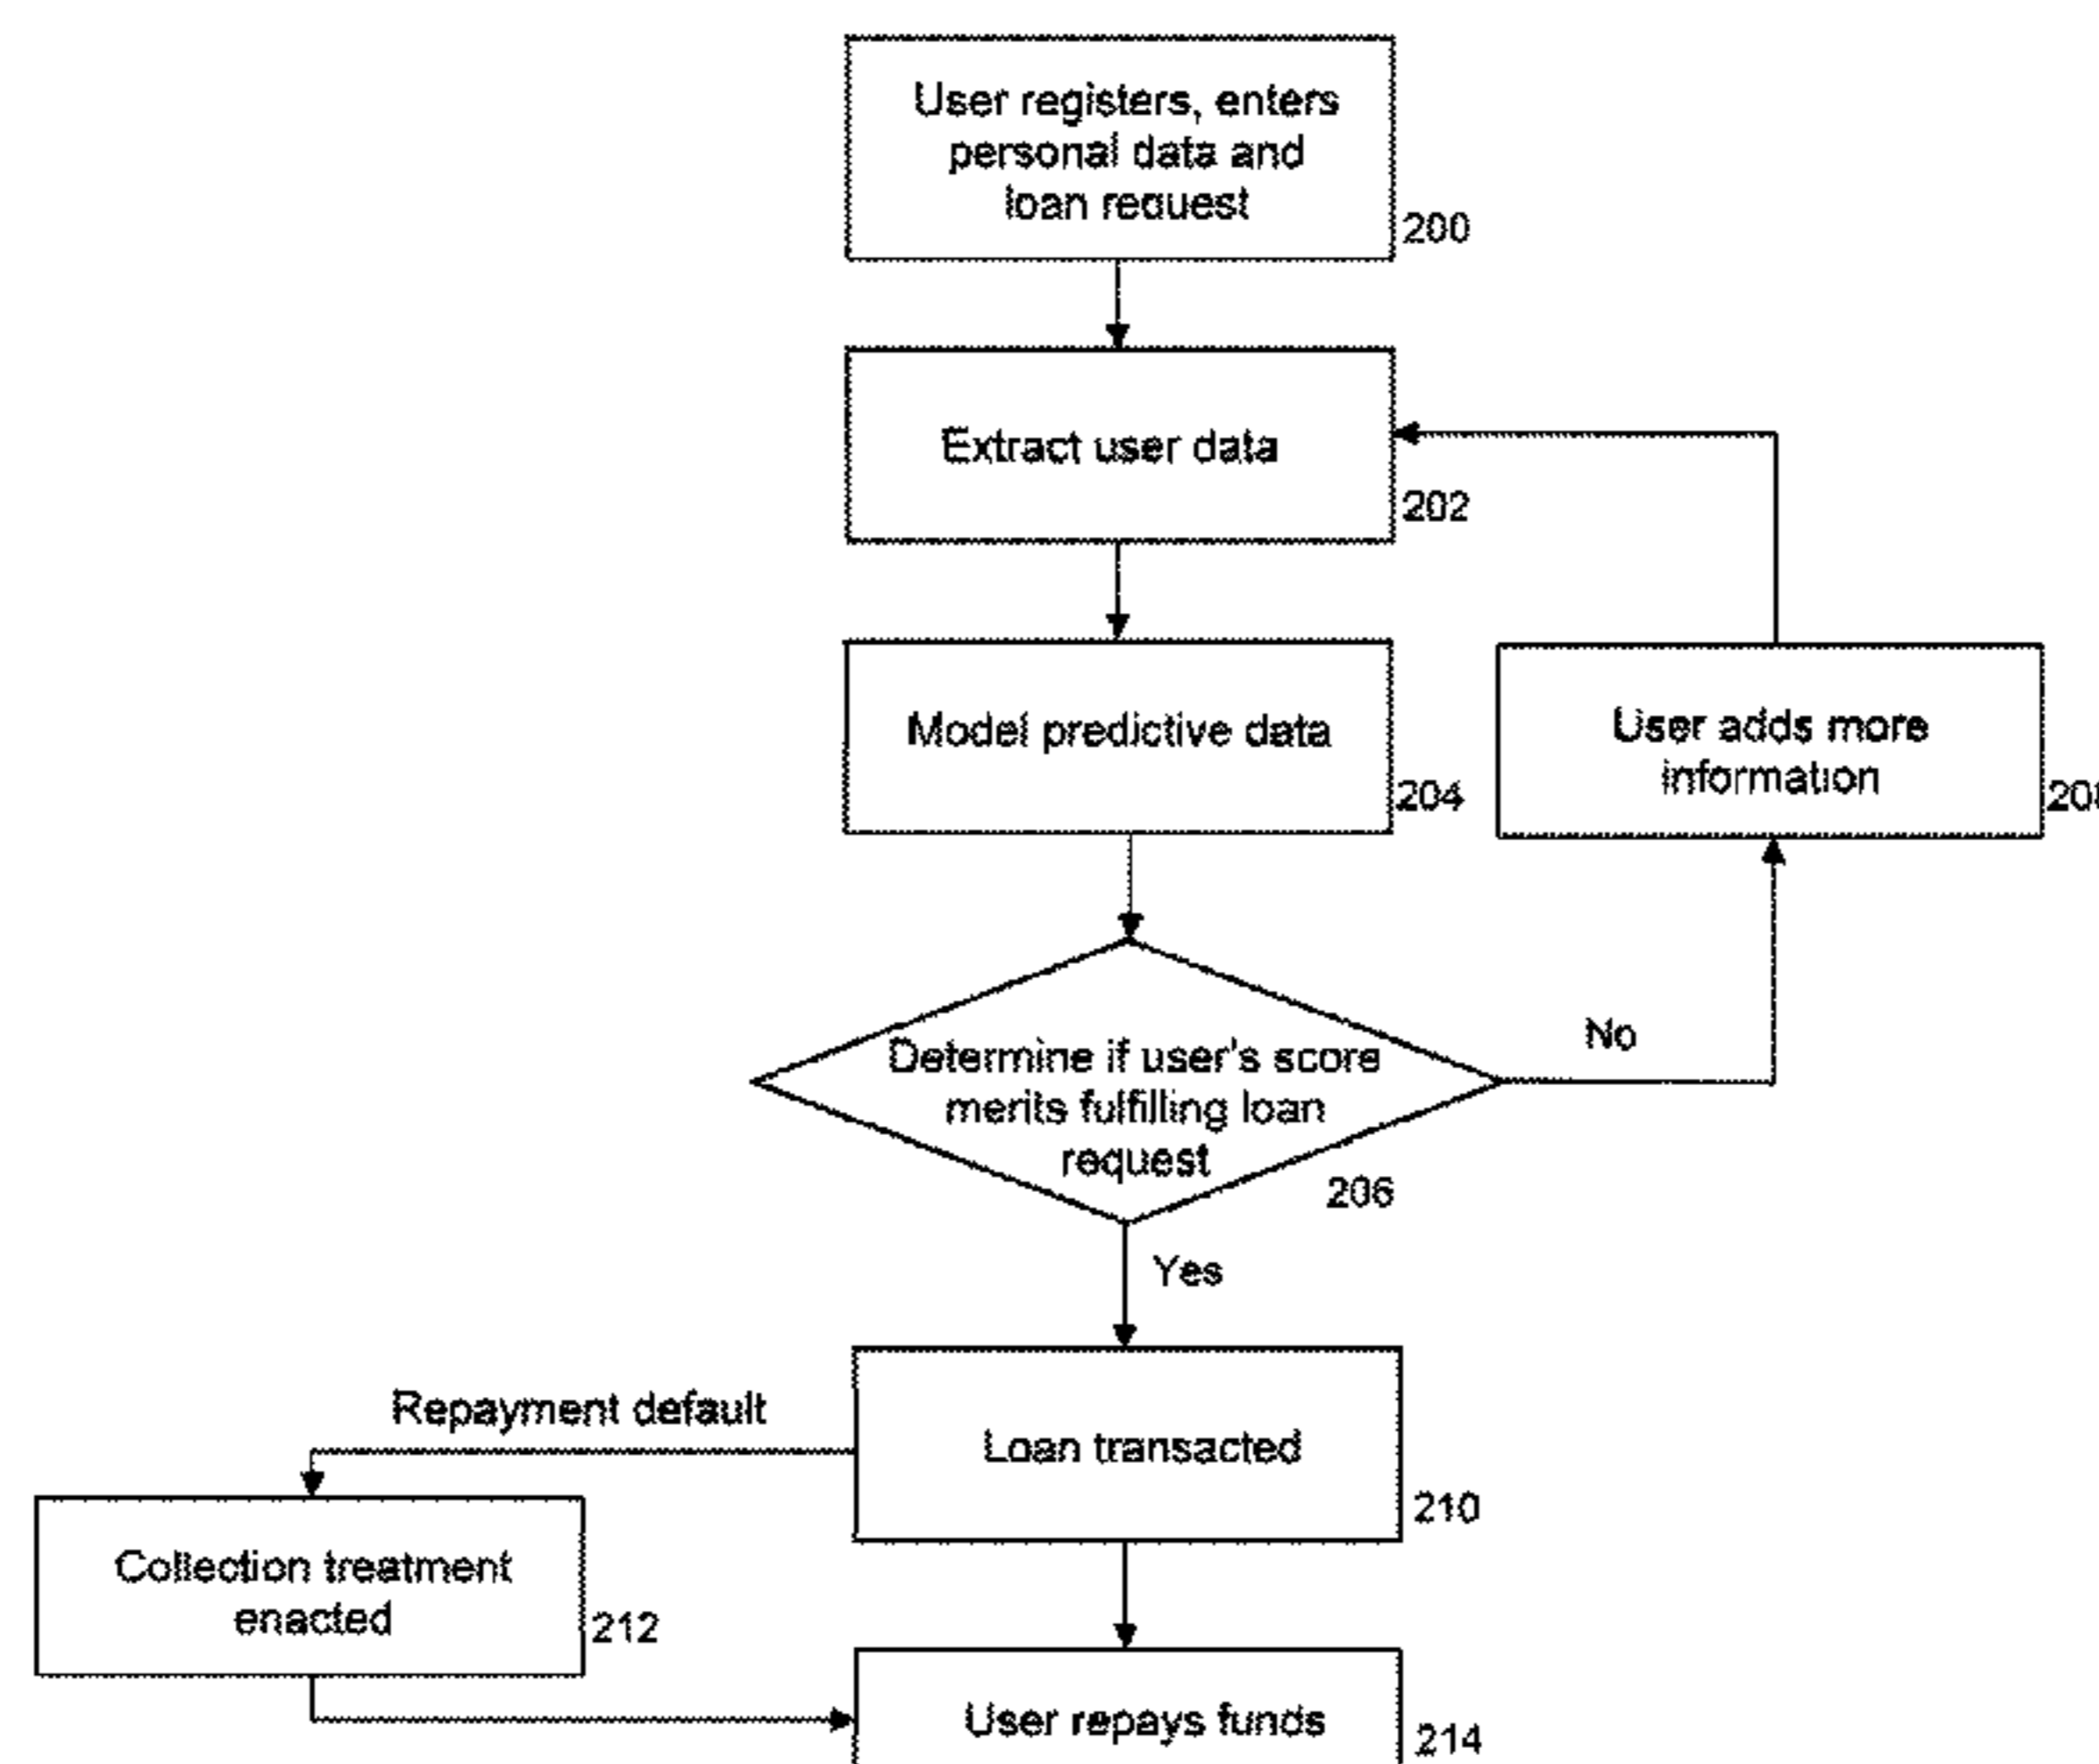 User registers, enters
personal data and
loan request
200
Extract user data
202
Model predictive data
204
User adds more
information
Determine if user's score
merits fulfilling loan
request
206
No
Yes
Repayment default
Loan transacted
210
Collection treatment
enacted
212
User repays funds
214